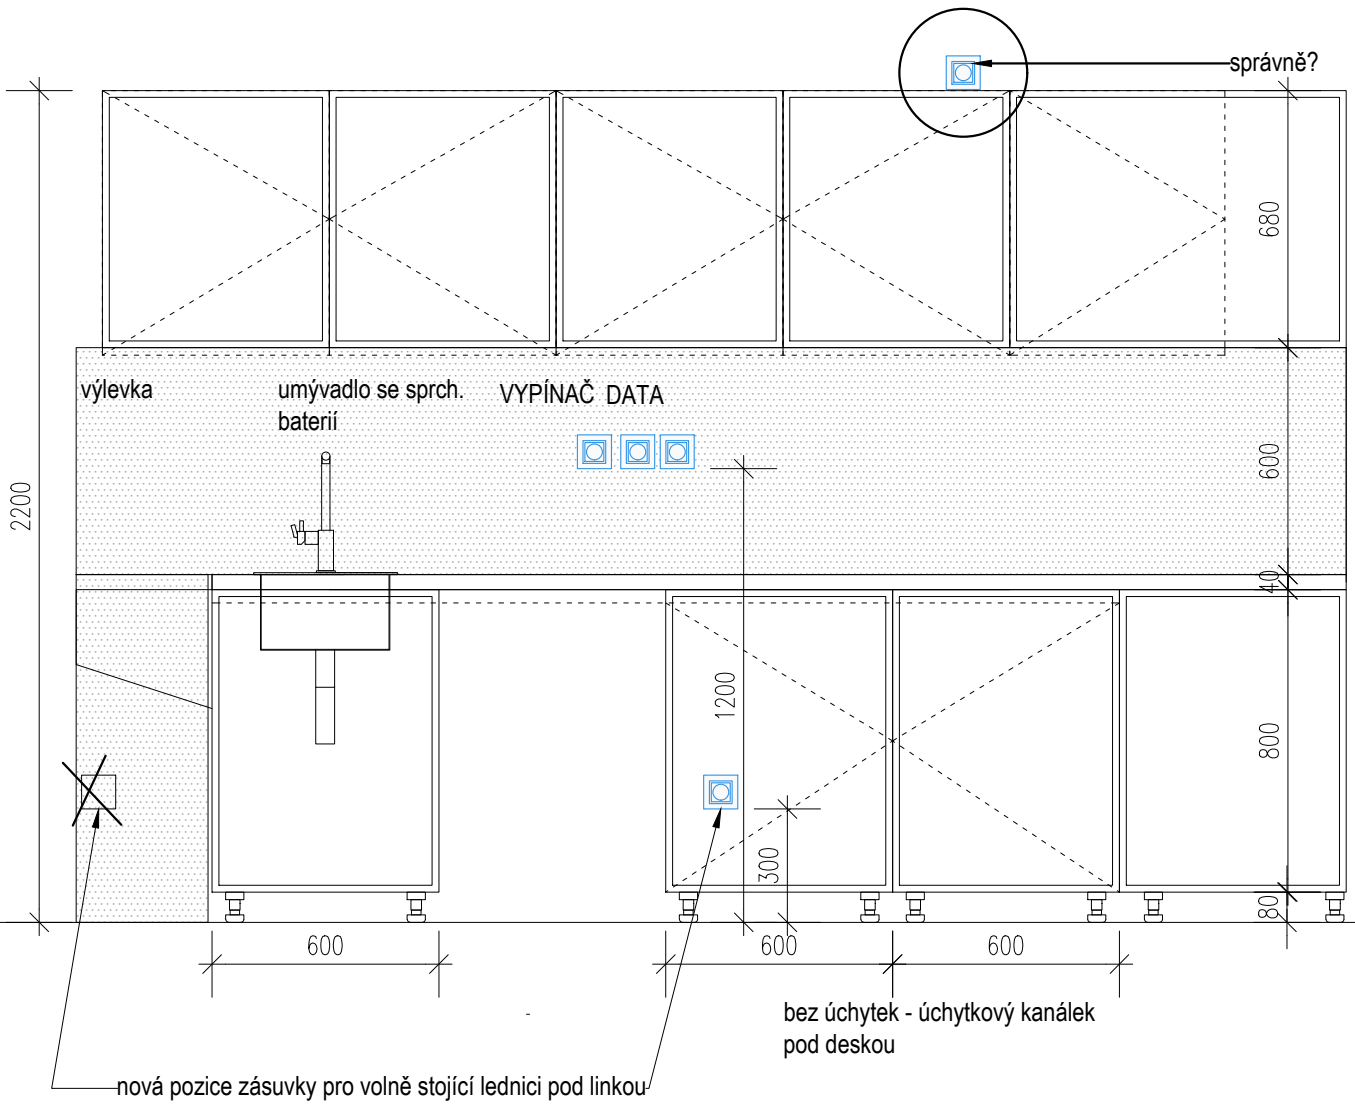 správně?
680
výlevka
umývadlo se sprch.
baterií
VYPÍNAČ DATA
600
2200
40
1200
800
300
80
600
600
600
bez úchytek - úchytkový kanálek
pod deskou
nová pozice zásuvky pro volně stojící lednici pod linkou